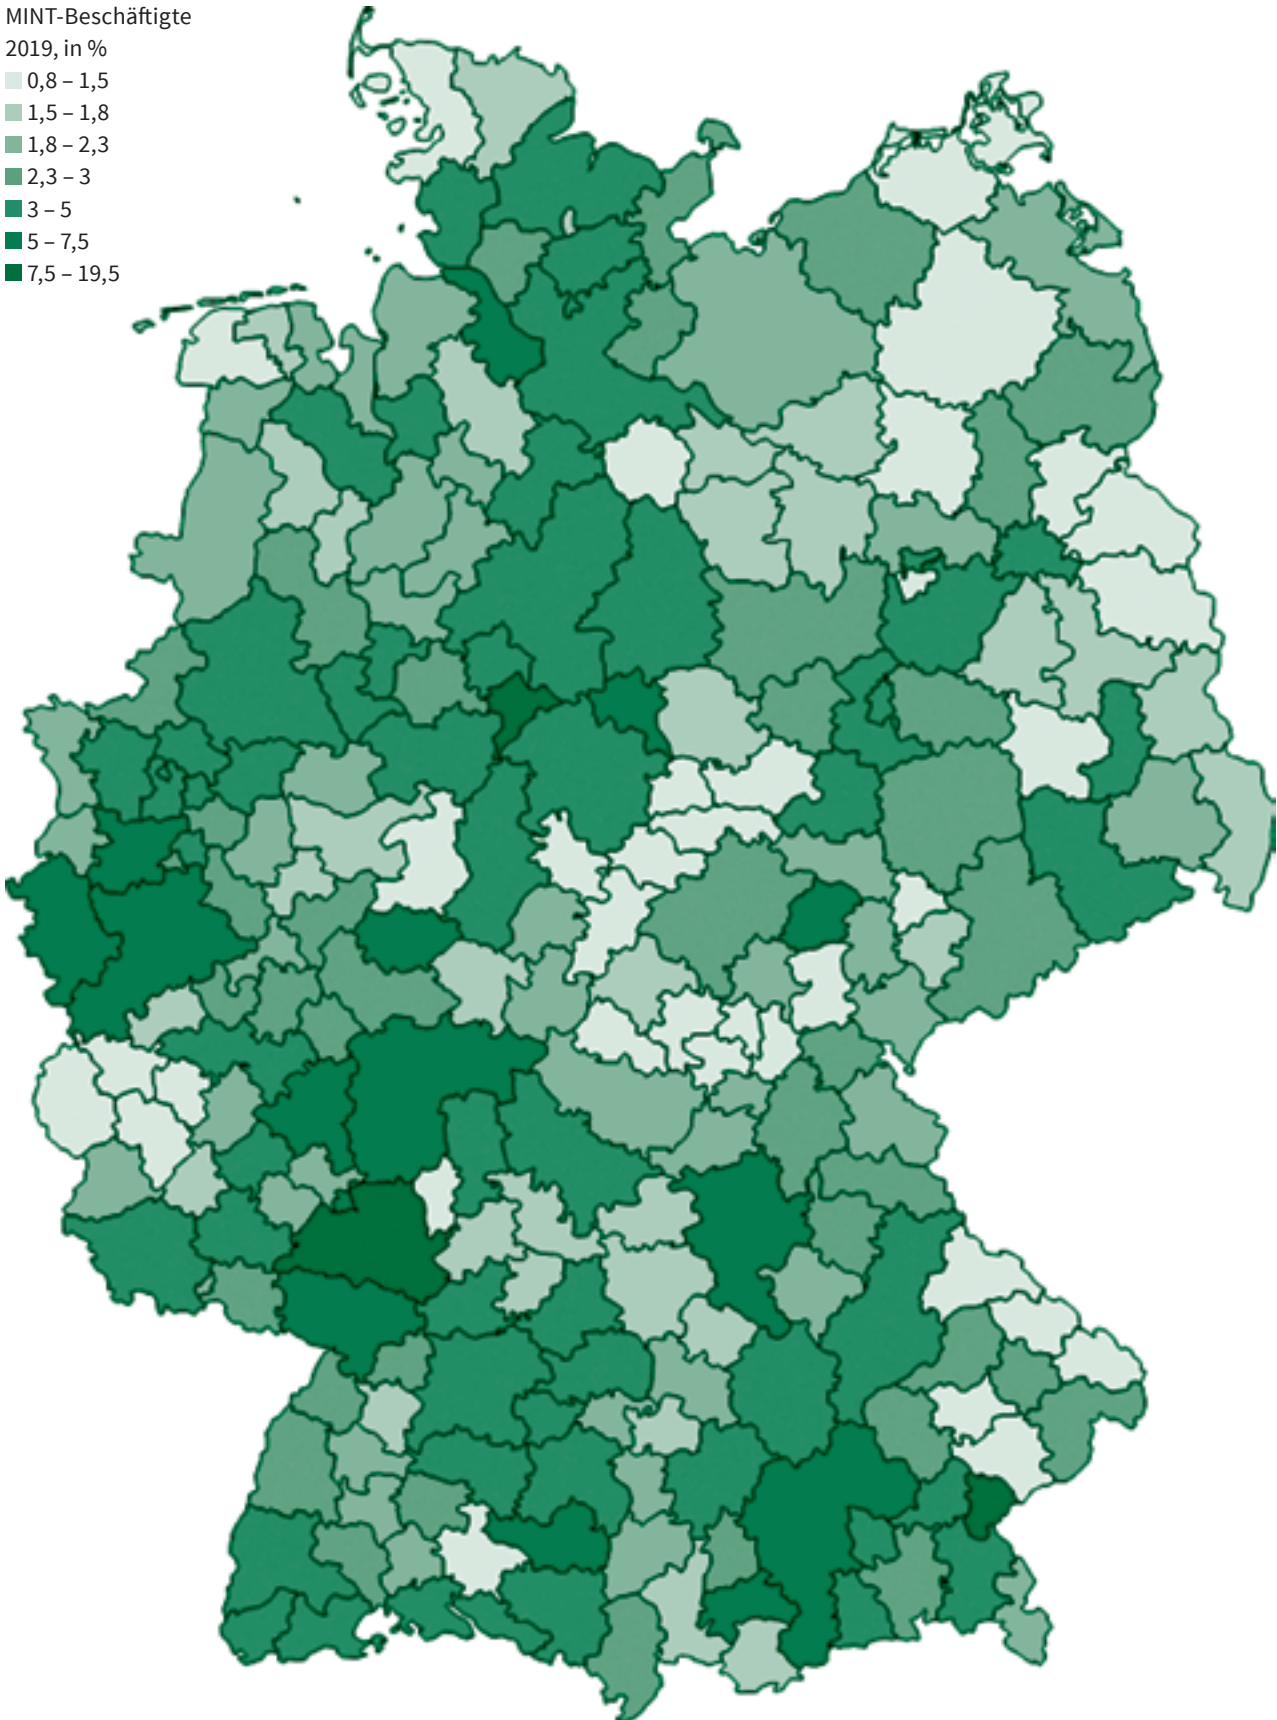 MINT-Beschäftigte
2019, in %
0,8 – 1,5
1,5 – 1,8
1,8 – 2,3
2,3 – 3
3 – 5
5 – 7,5
7,5 – 19,5